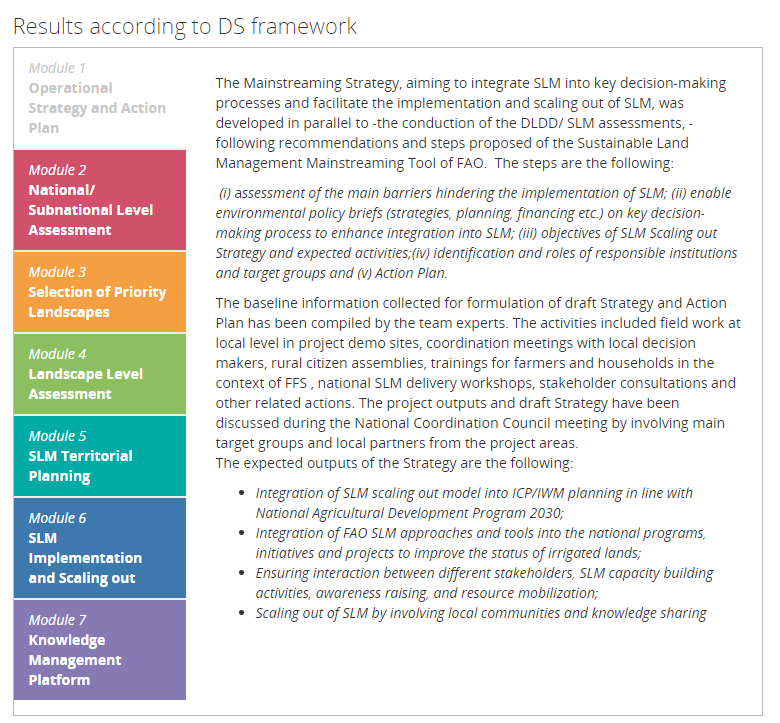 Results according to DS framework
Module 1
Operational
Strategy and Action
Plan
Module 2
National/
Subnational Level
Assessment
Module 3
Selection of Priority
Landscapes
Module 4
Landscape Level
Assessment
Module 5
SLM Territorial
Planning
Module 6
SLM
Implementation
and Scaling out
Module 7
Knowledge
Management
Platform
The Mainstreaming Strategy, aiming to integrate SLM into key decision-making
processes and facilitate the implementation and scaling out of SLM, was
developed in parallel to -the conduction of the DLDD/ SLM assessments, -
following recommendations and steps proposed of the Sustainable Land
Management Mainstreaming Tool of FAO.  The steps are the following:
(i) assessment of the main barriers hindering the implementation of SLM; (ii) enable
environmental policy briefs (strategies, planning, financing etc.) on key decision-
making process to enhance integration into SLM; (iii) objectives of SLM Scaling out
Strategy and expected activities;(iv) identification and roles of responsible institutions
and target groups and (v) Action Plan.
The baseline information collected for formulation of draft Strategy and Action
Plan has been compiled by the team experts. The activities included field work at
local level in project demo sites, coordination meetings with local decision
makers, rural citizen assemblies, trainings for farmers and households in the
context of FFS , national SLM delivery workshops, stakeholder consultations and
other related actions. The project outputs and draft Strategy have been
discussed during the National Coordination Council meeting by involving main
target groups and local partners from the project areas.
The expected outputs of the Strategy are the following:
• Integration of SLM scaling out model into ICP/IWM planning in line with
National Agricultural Development Program 2030;
• Integration of FAO SLM approaches and tools into the national programs,
initiatives and projects to improve the status of irrigated lands;
• Ensuring interaction between different stakeholders, SLM capacity building
activities, awareness raising, and resource mobilization;
• Scaling out of SLM by involving local communities and knowledge sharing